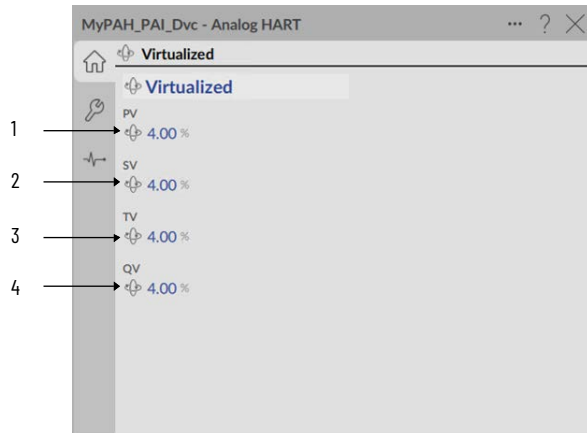 MyPAH_PAI_Dvc - Analog HART ... ?
Virtualized
Virtualized
PV
1 4.00 %
SV
2 4.00 %
TV
3 4.00 %
QV
4 4.00 %